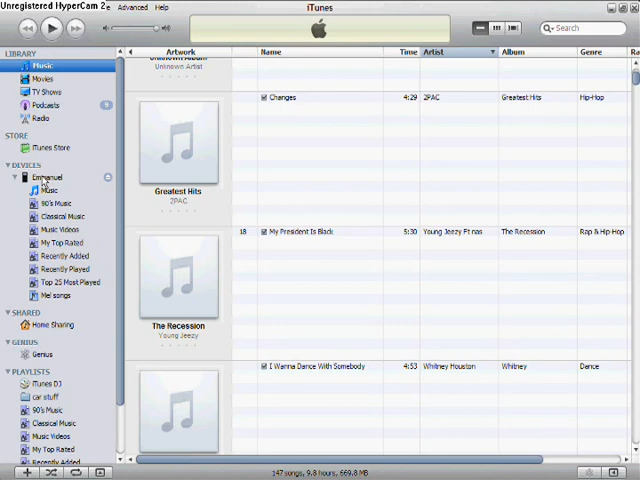 Unregistered HyperCam 2
Advanced Help
iTunes
Search
LIBRARY
Music
Movies
TV Shows
Podcasts
Radio
STORE
iTunes Store
DEVICES
Emmanuel
Music
90's Music
Classical Music
Music Videos
My Top Rated
Recently Added
Recently Played
Top 25 Most Played
Mel songs
SHARED
Home Sharing
GENIUS
Genius
PLAYLISTS
iTunes DJ
car stuff
90's Music
Classical Music
Music Videos
My Top Rated
Recently Added
Artwork Name Time Artist Album Genre Ra
Unknown Album
Unknown Artist
Changes 4:29 2PAC Greatest Hits Hip-Hop
Greatest Hits
2PAC
18 My President Is Black 5:30 Young Jeezy Ft nas The Recession Rap & Hip-Hop
The Recession
Young Jeezy
I Wanna Dance With Somebody 4:53 Whitney Houston Whitney Dance
147 songs, 9.8 hours, 669.8 MB